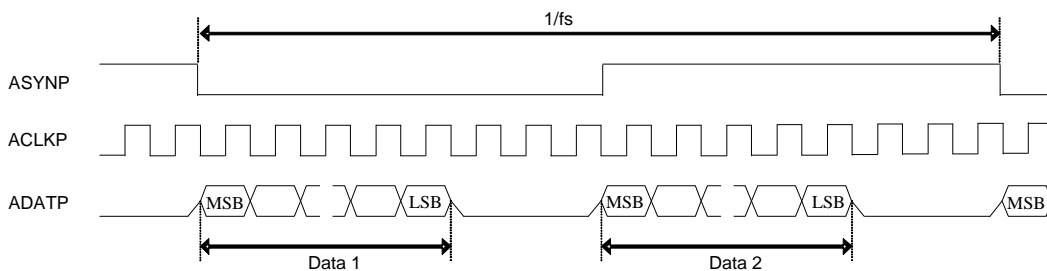 1/fs
ASYNP
ACLKP
ADATP MSB LSB MSB LSB MSB
Data 1 Data 2